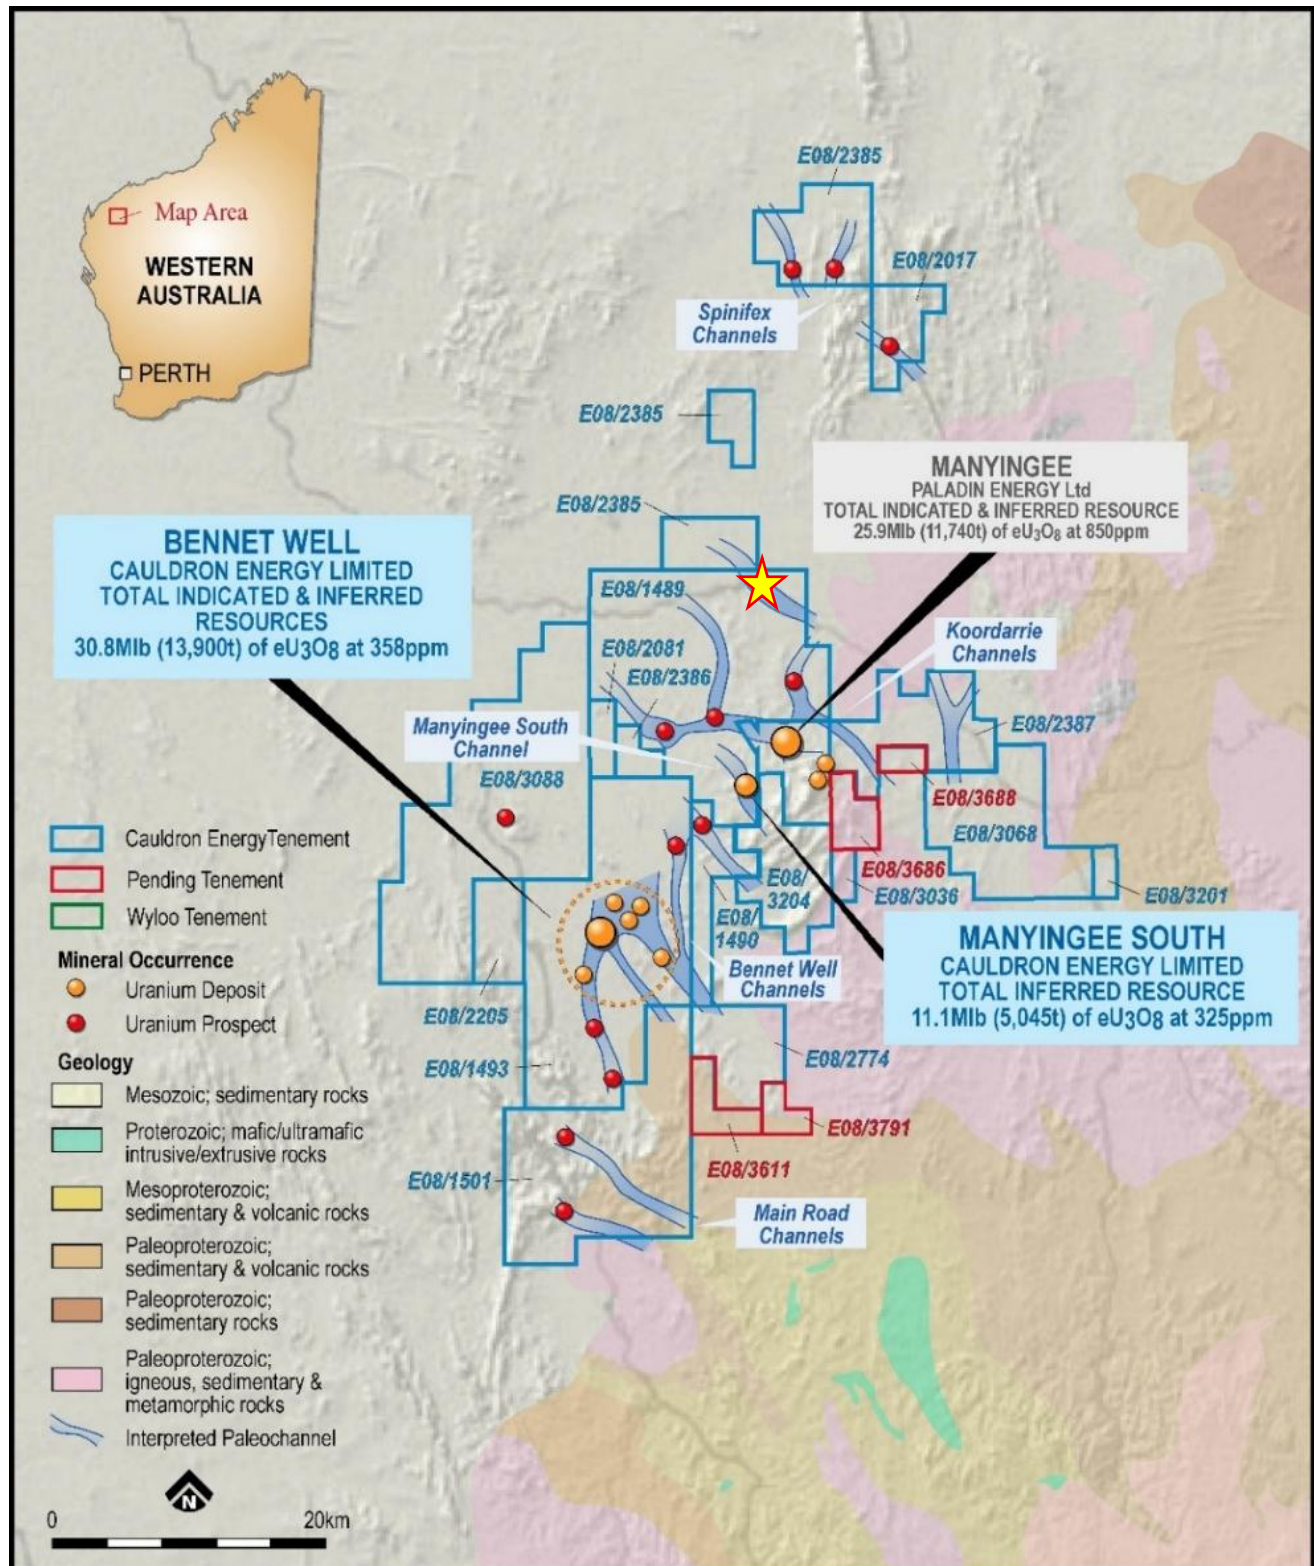 Map Area
WESTERN
AUSTRALIA
PERTH
E08/2385
E08/2017
Spinifex
Channels
E08/2385
MANYINGEE
PALADIN ENERGY Ltd
TOTAL INDICATED & INFERRED RESOURCE
25.9Mlb (11,740t) of eU3O8 at 850ppm
E08/2385
BENNET WELL
CAULDRON ENERGY LIMITED
TOTAL INDICATED & INFERRED
RESOURCES
30.8Mlb (13,900t) of eU3O8 at 358ppm
E08/1489
Koordarrie
Channels
E08/2081
E08/2386
Manyingee South
Channel
E08/2387
E08/3088
E08/3688
E08/3068
E08/3686
E08/
3204
E08/3036
E08/3201
E08/
1490
MANYINGEE SOUTH
CAULDRON ENERGY LIMITED
TOTAL INFERRED RESOURCE
11.1Mlb (5,045t) of eU3O8 at 325ppm
Bennet Well
Channels
E08/2205
E08/1493
E08/2774
E08/3791
E08/3611
E08/1501
Main Road
Channels
Cauldron EnergyTenement
Pending Tenement
Wyloo Tenement
Mineral Occurrence
Uranium Deposit
Uranium Prospect
Geology
Mesozoic; sedimentary rocks
Proterozoic; mafic/ultramafic
intrusive/extrusive rocks
Mesoproterozoic;
sedimentary & volcanic rocks
Paleoproterozoic;
sedimentary & volcanic rocks
Paleoproterozoic;
sedimentary rocks
Paleoproterozoic;
igneous, sedimentary &
metamorphic rocks
Interpreted Paleochannel
N
0 20km